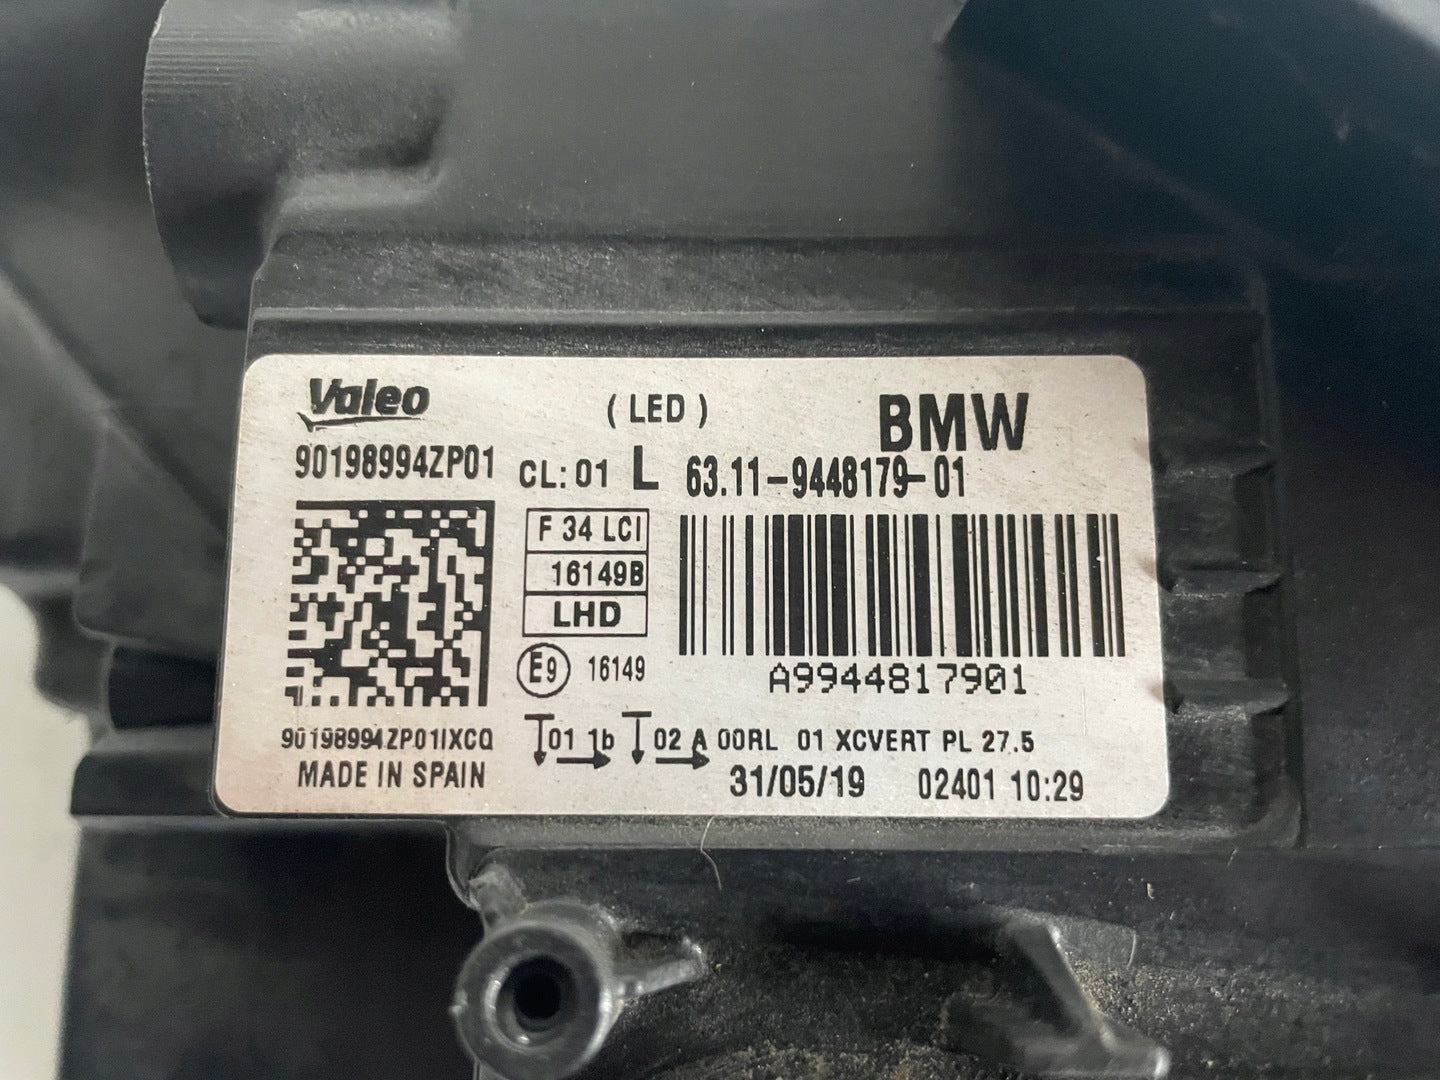 Valeo
( LED )
BMW
90198994ZP01
CL: 01 L 63.11-9448179-01
F 34 LCI
16149B
LHD
E9 16149
A9944817901
90198994ZP01IXCQ
01 1b 02 A 00RL 01 XCVERT PL 27.5
MADE IN SPAIN
31/05/19 02401 10:29